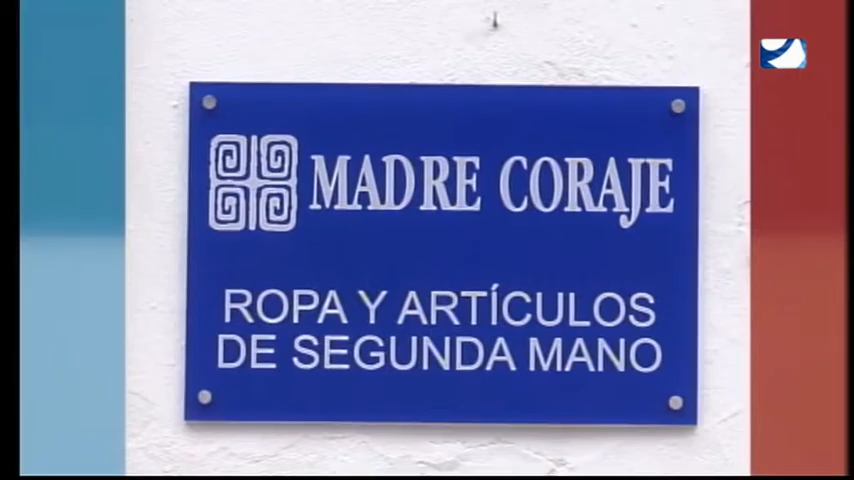 MADRE CORAJE
ROPA Y ARTÍCULOS
DE SEGUNDA MANO